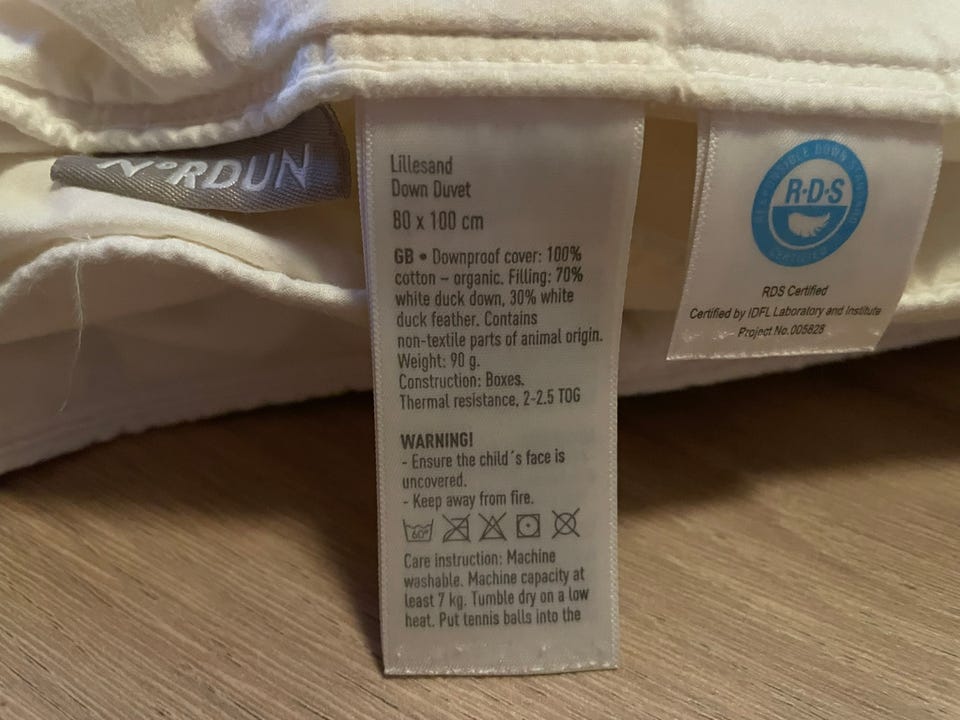 NORDUN
Lillesand
Down Duvet
80 x 100 cm
GB • Downproof cover: 100%
cotton – organic. Filling: 70%
white duck down, 30% white
duck feather. Contains
non-textile parts of animal origin.
Weight: 90 g.
Construction: Boxes.
Thermal resistance, 2-2.5 TOG
WARNING!
- Ensure the child´s face is
uncovered.
- Keep away from fire.
60°
Care instruction: Machine
washable. Machine capacity at
least 7 kg. Tumble dry on a low
heat. Put tennis balls into the
RESPONSIBLE DOWN STANDARD
R·D·S
CERTIFIED
RDS Certified
Certified by IDFL Laboratory and Institute
Project No.005828